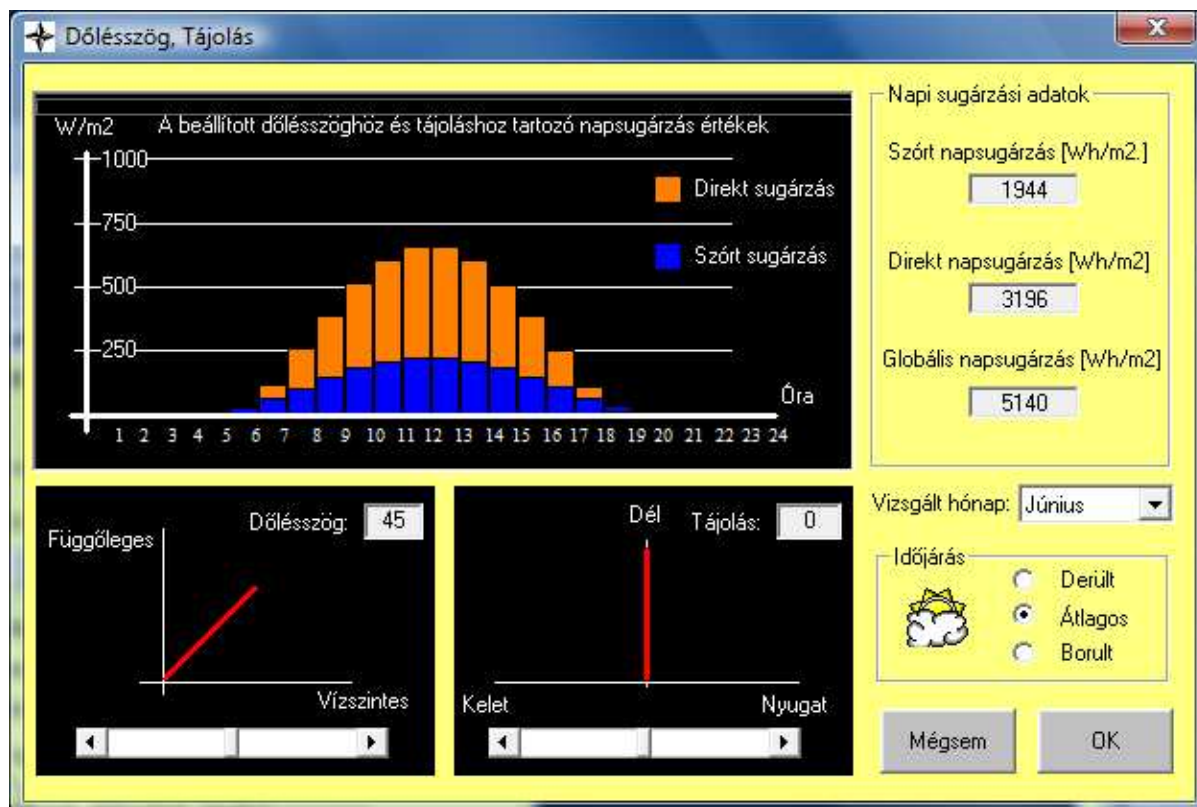 Dőlésszög, Tájolás
W/m2 A beállított dőlésszöghöz és tájoláshoz tartozó napsugárzás értékek
1000
Direkt sugárzás
750
Szórt sugárzás
500
250
Óra
1 2 3 4 5 6 7 8 9 10 11 12 13 14 15 16 17 18 19 20 21 22 23 24
Napi sugárzási adatok
Szórt napsugárzás [Wh/m2.]
1944
Direkt napsugárzás [Wh/m2]
3196
Globális napsugárzás [Wh/m2]
5140
Dőlésszög: 45
Függőleges
Vízszintes
Dél Tájolás: 0
Kelet Nyugat
Vizsgált hónap: Június
Időjárás
Derült
Átlagos
Borult
Mégsem OK